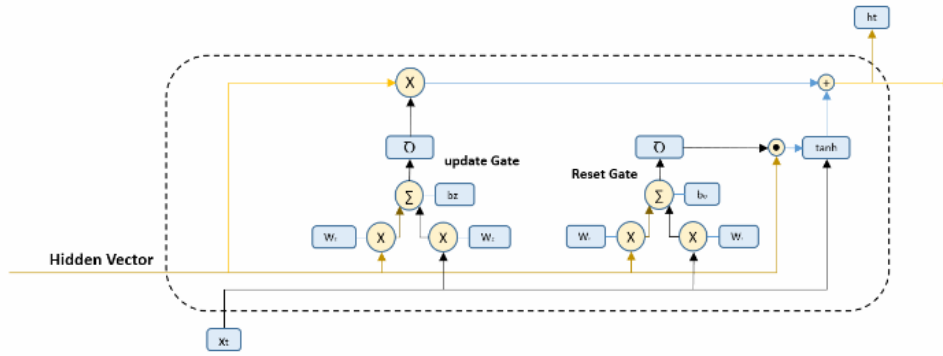 ht
X
+
Ʊ
update Gate
Ʊ
Reset Gate
tanh
Σ
bz
Σ
W
X
X
W
W
X
X
W
Hidden Vector
Xt